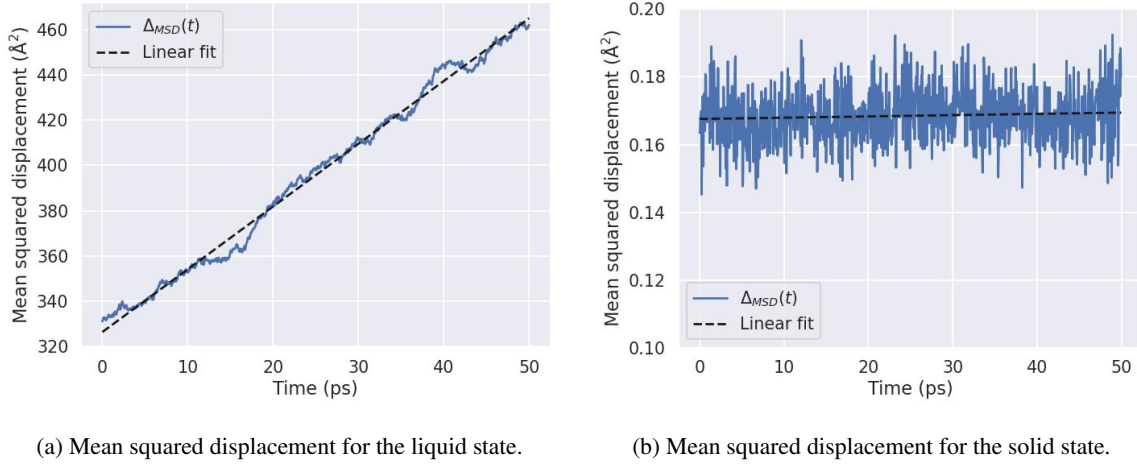 460
440
420
400
380
360
340
320
Mean squared displacement (Å²)
Δ_MSD(t)
Linear fit
0
10
20
30
40
50
Time (ps)
(a) Mean squared displacement for the liquid state.
0.20
0.18
0.16
0.14
0.12
0.10
Mean squared displacement (Å²)
Δ_MSD(t)
Linear fit
0
10
20
30
40
50
Time (ps)
(b) Mean squared displacement for the solid state.